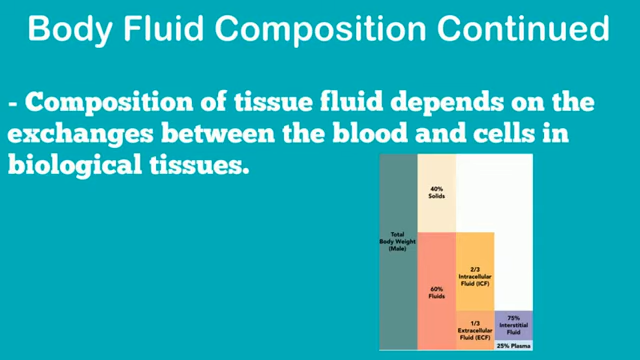 Body Fluid Composition Continued
- Composition of tissue fluid depends on the
exchanges between the blood and cells in
biological tissues.
40%
Solids
Total
Body Weight
(Male)
60%
Fluids
2/3
Intracellular
Fluid (ICF)
1/3
Extracellular
Fluid (ECF)
75%
Interstitial
Fluid
25% Plasma